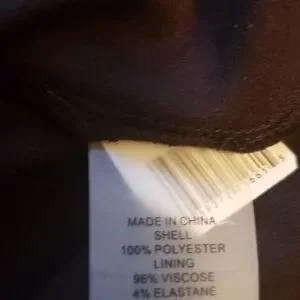 MADE IN CHINA
SHELL
100% POLYESTER
LINING
96% VISCOSE
4% ELASTANE